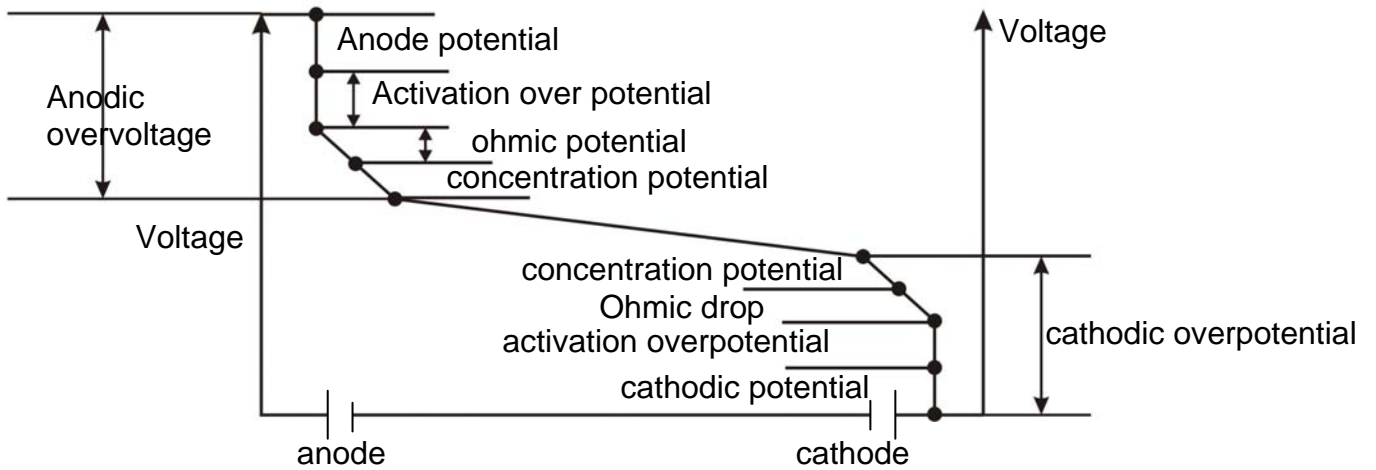 Voltage
Anode potential
Activation over potential
Anodic
overvoltage
ohmic potential
concentration potential
Voltage
concentration potential
Ohmic drop
activation overpotential
cathodic overpotential
cathodic potential
anode
cathode